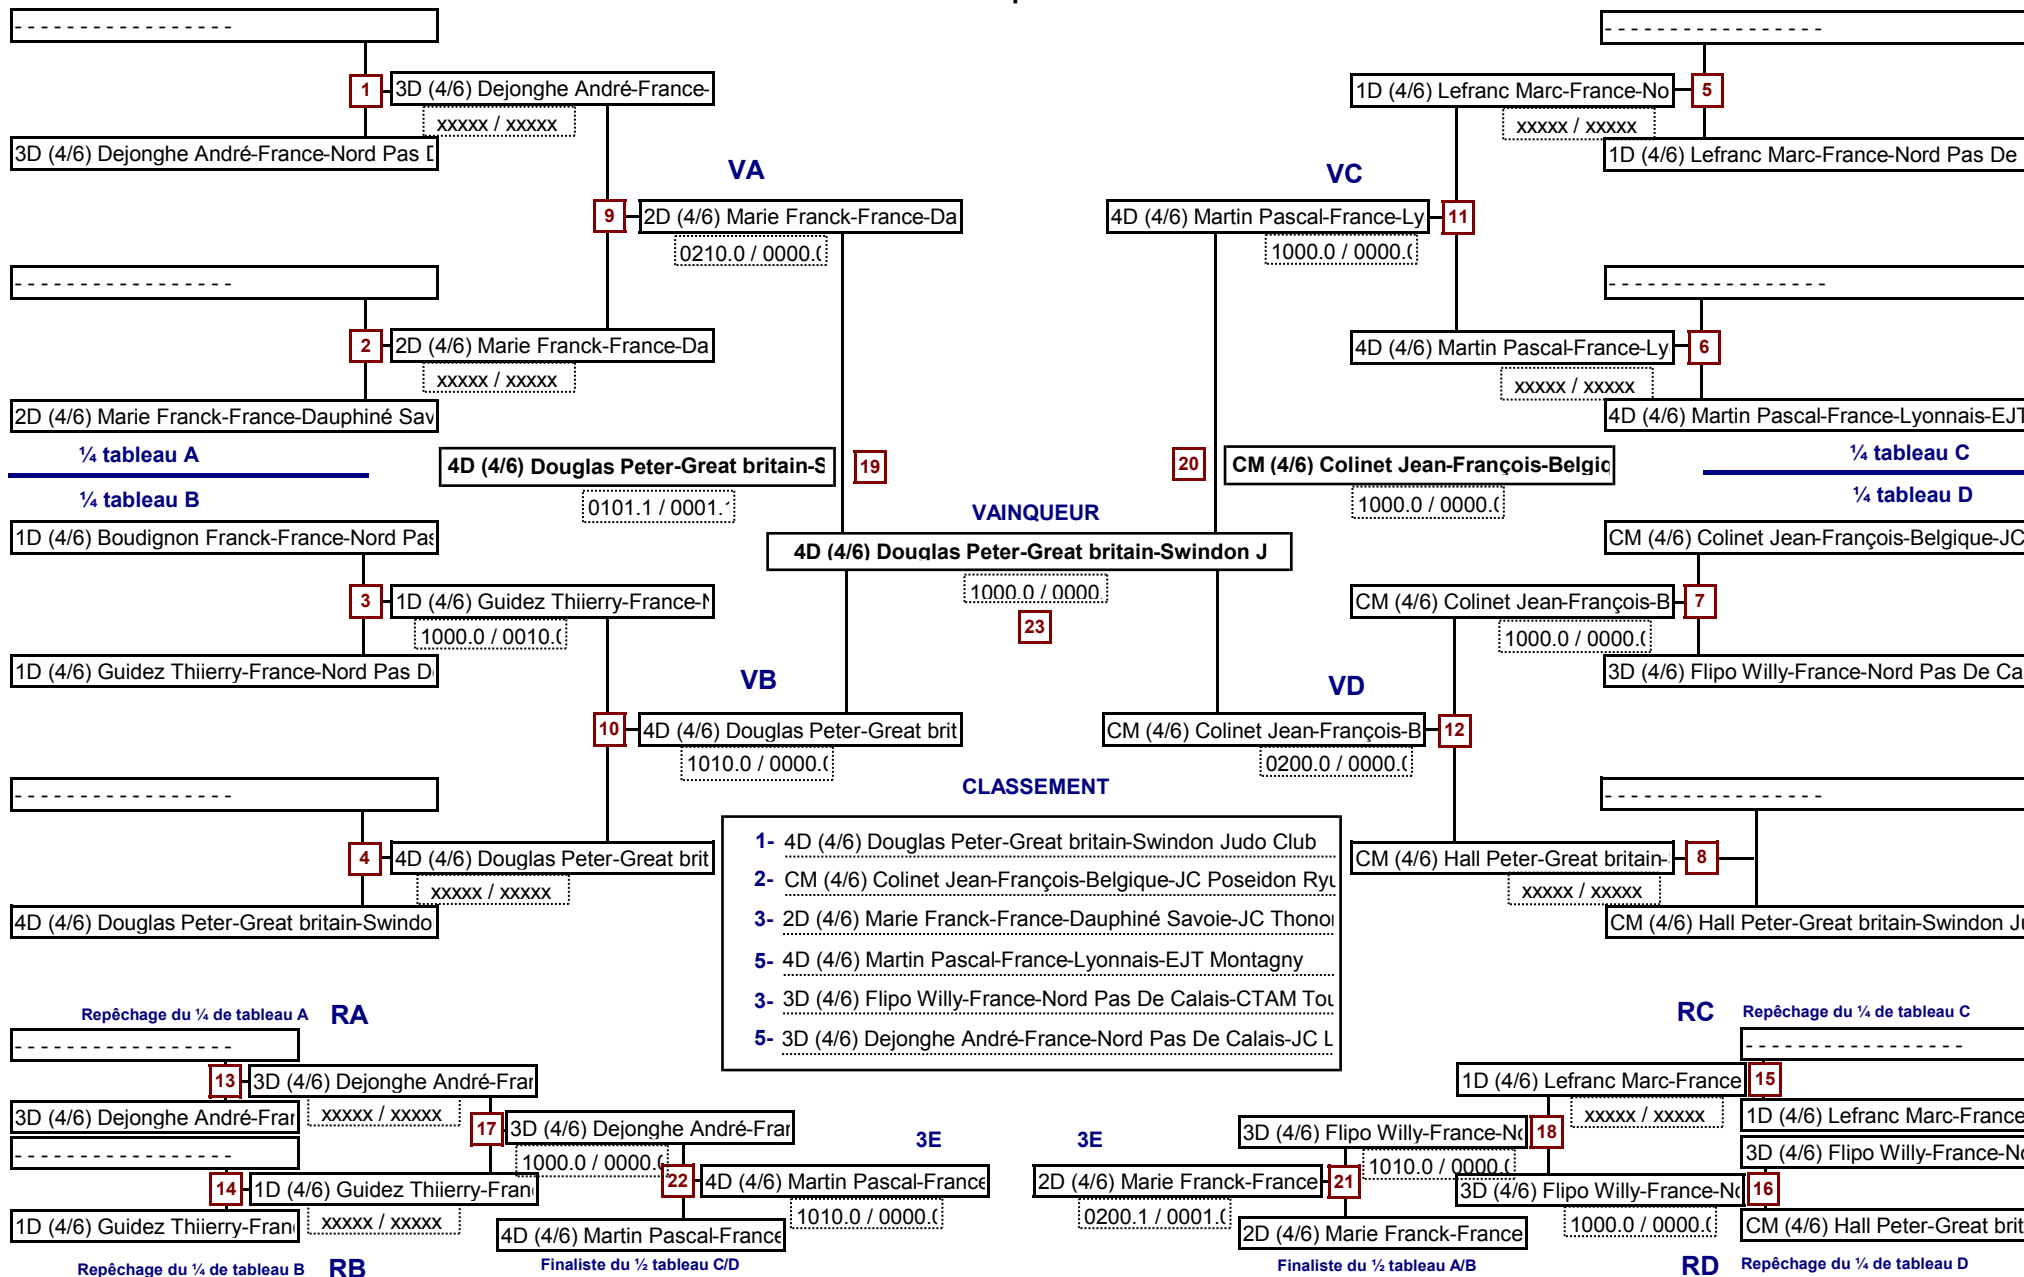 - - - - - - - - - - - - - - - - -
1
3D (4/6) Dejonghe André-France-
xxxxx / xxxxx
3D (4/6) Dejonghe André-France-Nord Pas
VA
9
2D (4/6) Marie Franck-France-Da
0210.0 / 0000.0
- - - - - - - - - - - - - - - - -
2
2D (4/6) Marie Franck-France-Da
xxxxx / xxxxx
2D (4/6) Marie Franck-France-Dauphiné Sav
¼ tableau A
¼ tableau B
4D (4/6) Douglas Peter-Great britain-S
19
0101.1 / 0001.1
1D (4/6) Boudignon Franck-France-Nord Pas
3
1D (4/6) Guidez Thiierry-France-N
1000.0 / 0010.0
1D (4/6) Guidez Thiierry-France-Nord Pas D
VB
10
4D (4/6) Douglas Peter-Great brit
1010.0 / 0000.0
- - - - - - - - - - - - - - - - -
4
4D (4/6) Douglas Peter-Great brit
xxxxx / xxxxx
4D (4/6) Douglas Peter-Great britain-Swindo
VAINQUEUR
4D (4/6) Douglas Peter-Great britain-Swindon J
1000.0 / 0000.
23
- - - - - - - - - - - - - - - - -
1D (4/6) Lefranc Marc-France-No
5
xxxxx / xxxxx
1D (4/6) Lefranc Marc-France-Nord Pas De
VC
4D (4/6) Martin Pascal-France-Ly
11
1000.0 / 0000.0
- - - - - - - - - - - - - - - - -
4D (4/6) Martin Pascal-France-Ly
6
xxxxx / xxxxx
4D (4/6) Martin Pascal-France-Lyonnais-EJT
20
CM (4/6) Colinet Jean-François-Belgiq
1000.0 / 0000.0
¼ tableau C
¼ tableau D
CM (4/6) Colinet Jean-François-Belgique-JC
CM (4/6) Colinet Jean-François-B
7
1000.0 / 0000.0
3D (4/6) Flipo Willy-France-Nord Pas De Ca
VD
CM (4/6) Colinet Jean-François-B
12
0200.0 / 0000.0
- - - - - - - - - - - - - - - - -
CM (4/6) Hall Peter-Great britain-
8
xxxxx / xxxxx
CM (4/6) Hall Peter-Great britain-Swindon Ju
CLASSEMENT
1- 4D (4/6) Douglas Peter-Great britain-Swindon Judo Club
2- CM (4/6) Colinet Jean-François-Belgique-JC Poseidon Ryu
3- 2D (4/6) Marie Franck-France-Dauphiné Savoie-JC Thonon
5- 4D (4/6) Martin Pascal-France-Lyonnais-EJT Montagny
3- 3D (4/6) Flipo Willy-France-Nord Pas De Calais-CTAM Tou
5- 3D (4/6) Dejonghe André-France-Nord Pas De Calais-JC L
Repêchage du ¼ de tableau A RA
- - - - - - - - - - - - - - - - -
13
3D (4/6) Dejonghe André-Fran
3D (4/6) Dejonghe André-Fran
xxxxx / xxxxx
- - - - - - - - - - - - - - - - -
17
3D (4/6) Dejonghe André-Fran
1000.0 / 0000.0
14
1D (4/6) Guidez Thiierry-Fran
1D (4/6) Guidez Thiierry-Fran
xxxxx / xxxxx
22
4D (4/6) Martin Pascal-France
1010.0 / 0000.0
4D (4/6) Martin Pascal-France
Repêchage du ¼ de tableau B RB
Finaliste du ½ tableau C/D
3E
3E
RC Repêchage du ¼ de tableau C
- - - - - - - - - - - - - - - - -
1D (4/6) Lefranc Marc-France
15
xxxxx / xxxxx
1D (4/6) Lefranc Marc-France
3D (4/6) Flipo Willy-France-No
18
1010.0 / 0000.0
3D (4/6) Flipo Willy-France-No
2D (4/6) Marie Franck-France
21
3D (4/6) Flipo Willy-France-No
16
0200.1 / 0001.0
1000.0 / 0000.0
2D (4/6) Marie Franck-France
CM (4/6) Hall Peter-Great brit
Finaliste du ½ tableau A/B
RD Repêchage du ¼ de tableau D